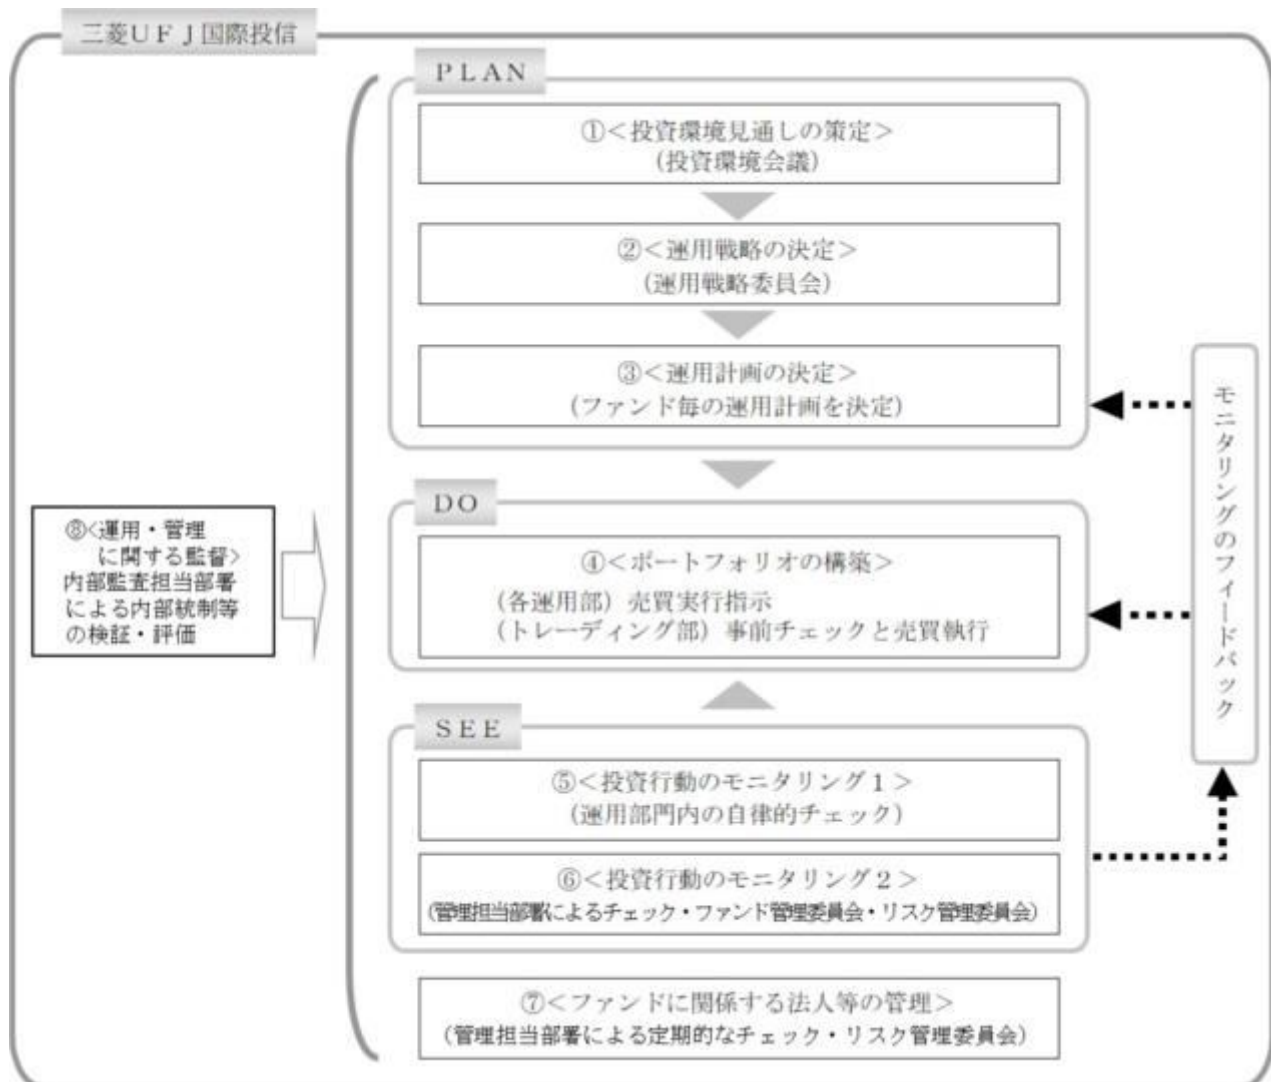 三菱UFJ国際投信
PLAN
①<投資環境見通しの策定>
(投資環境会議)
②<運用戦略の決定>
(運用戦略委員会)
③<運用計画の決定>
(ファンド毎の運用計画を決定)
DO
④<ポートフォリオの構築>
(各運用部)売買実行指示
(トレーディング部)事前チェックと売買執行
SEE
⑤<投資行動のモニタリング1>
(運用部門内の自律的チェック)
⑥<投資行動のモニタリング2>
(管理担当部署によるチェック・ファンド管理委員会・リスク管理委員会)
⑦<ファンドに関係する法人等の管理>
(管理担当部署による定期的なチェック・リスク管理委員会)
⑧<運用・管理
に関する監督>
内部監査担当部署
による内部統制等
の検証・評価
モニタリングのフィードバック